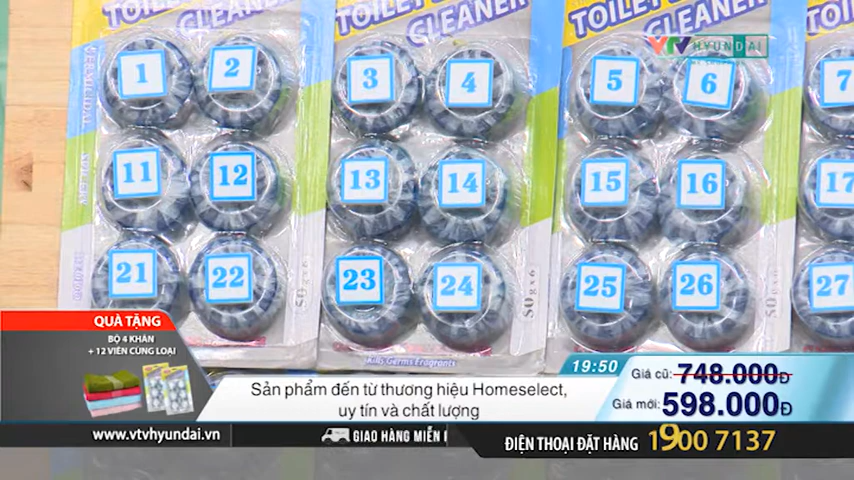 TOILET
CLEANER
TOILET
CLEANER
VTV HYUNDAI
1 2 3 4 5 6 7
11 12 13 14 15 16 17
21 22 23 24 25 26 27
50g x 6
50g x 6
50g x 6
Kills Germs Fragrants
QUÀ TẶNG
BỘ 4 KHĂN
+ 12 VIÊN CÙNG LOẠI
19:50
Giá cũ: 748.000Đ
Giá mới: 598.000Đ
Sản phẩm đến từ thương hiệu Homeselect,
uy tín và chất lượng
www.vtvhyundai.vn
GIAO HÀNG MIỄN
ĐIỆN THOẠI ĐẶT HÀNG 1900 7137